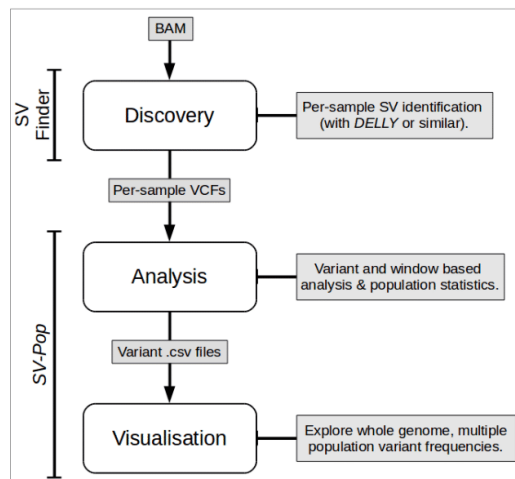 BAM
SV
Finder
Discovery
Per-sample SV identification
(with DELLY or similar).
Per-sample VCFs
SV-Pop
Analysis
Variant and window based
analysis & population statistics.
Variant .csv files
Visualisation
Explore whole genome, multiple
population variant frequencies.